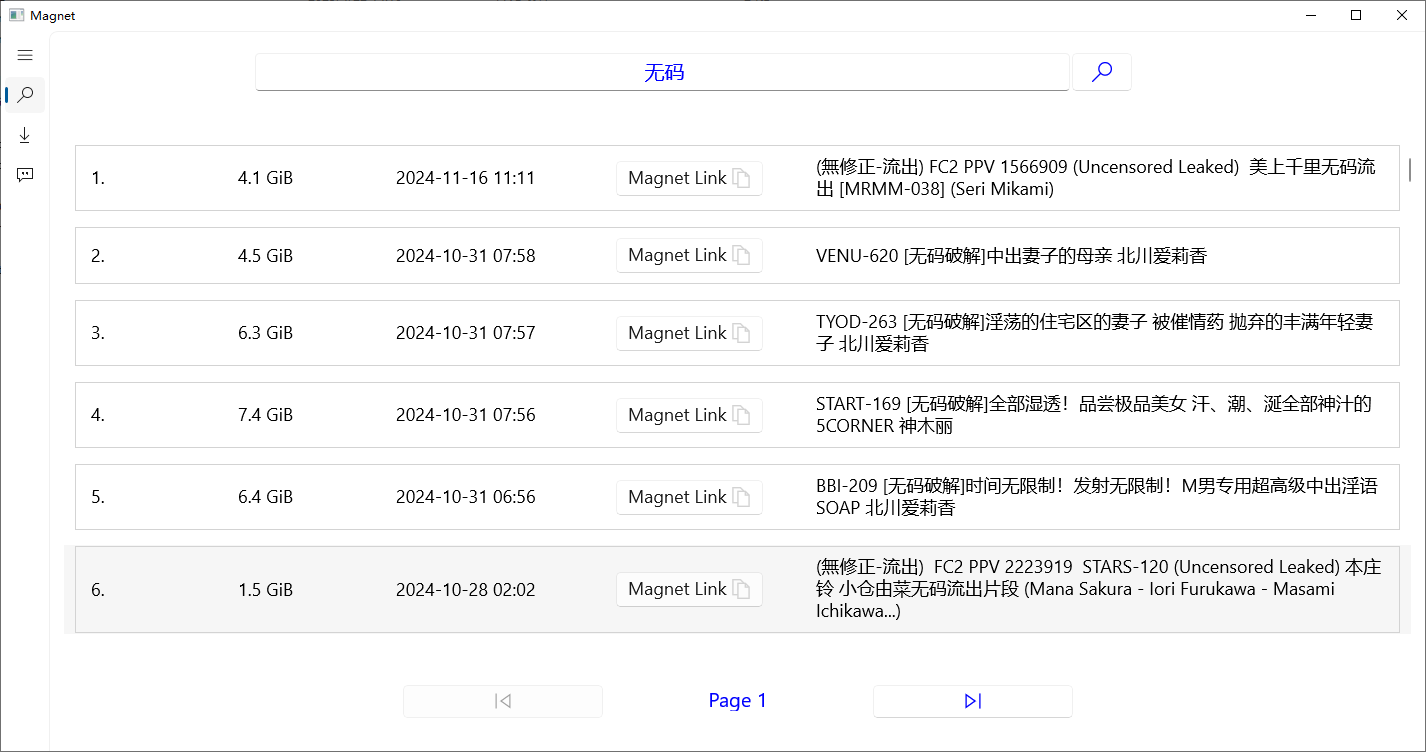 Magnet
无码
1. 4.1 GiB 2024-11-16 11:11 Magnet Link (無修正-流出) FC2 PPV 1566909 (Uncensored Leaked) 美上千里无码流
出 [MRMM-038] (Seri Mikami)
2. 4.5 GiB 2024-10-31 07:58 Magnet Link VENU-620 [无码破解]中出妻子的母亲 北川爱莉香
3. 6.3 GiB 2024-10-31 07:57 Magnet Link TYOD-263 [无码破解]淫荡的住宅区的妻子 被催情药 抛弃的丰满年轻妻
子 北川爱莉香
4. 7.4 GiB 2024-10-31 07:56 Magnet Link START-169 [无码破解]全部湿透！品尝极品美女 汗、潮、涎全部神汁的
5CORNER 神木丽
5. 6.4 GiB 2024-10-31 06:56 Magnet Link BBI-209 [无码破解]时间无限制！发射无限制！M男专用超高级中出淫语
SOAP 北川爱莉香
6. 1.5 GiB 2024-10-28 02:02 Magnet Link (無修正-流出) FC2 PPV 2223919 STARS-120 (Uncensored Leaked) 本庄
铃 小仓由菜无码流出片段 (Mana Sakura - Iori Furukawa - Masami
Ichikawa...)
Page 1